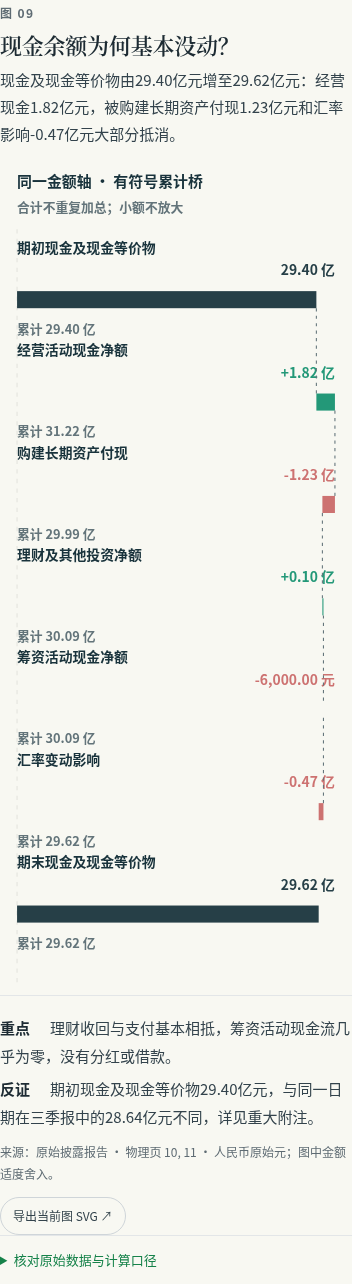 图 09
现金余额为何基本没动？
现金及现金等价物由29.40亿元增至29.62亿元：经营
现金1.82亿元，被购建长期资产付现1.23亿元和汇率
影响-0.47亿元大部分抵消。
同一金额轴 · 有符号累计桥
合计不重复加总；小额不放大
期初现金及现金等价物
29.40 亿
累计 29.40 亿
经营活动现金净额
+1.82 亿
累计 31.22 亿
购建长期资产付现
-1.23 亿
累计 29.99 亿
理财及其他投资净额
+0.10 亿
累计 30.09 亿
筹资活动现金净额
-6,000.00 元
累计 30.09 亿
汇率变动影响
-0.47 亿
累计 29.62 亿
期末现金及现金等价物
29.62 亿
累计 29.62 亿
重点 理财收回与支付基本相抵，筹资活动现金流几
乎为零，没有分红或借款。
反证 期初现金及现金等价物29.40亿元，与同一日
期在三季报中的28.64亿元不同，详见重大附注。
来源：原始披露报告 · 物理页 10, 11 · 人民币原始元；图中金额
适度舍入。
导出当前图 SVG ↗
▶ 核对原始数据与计算口径